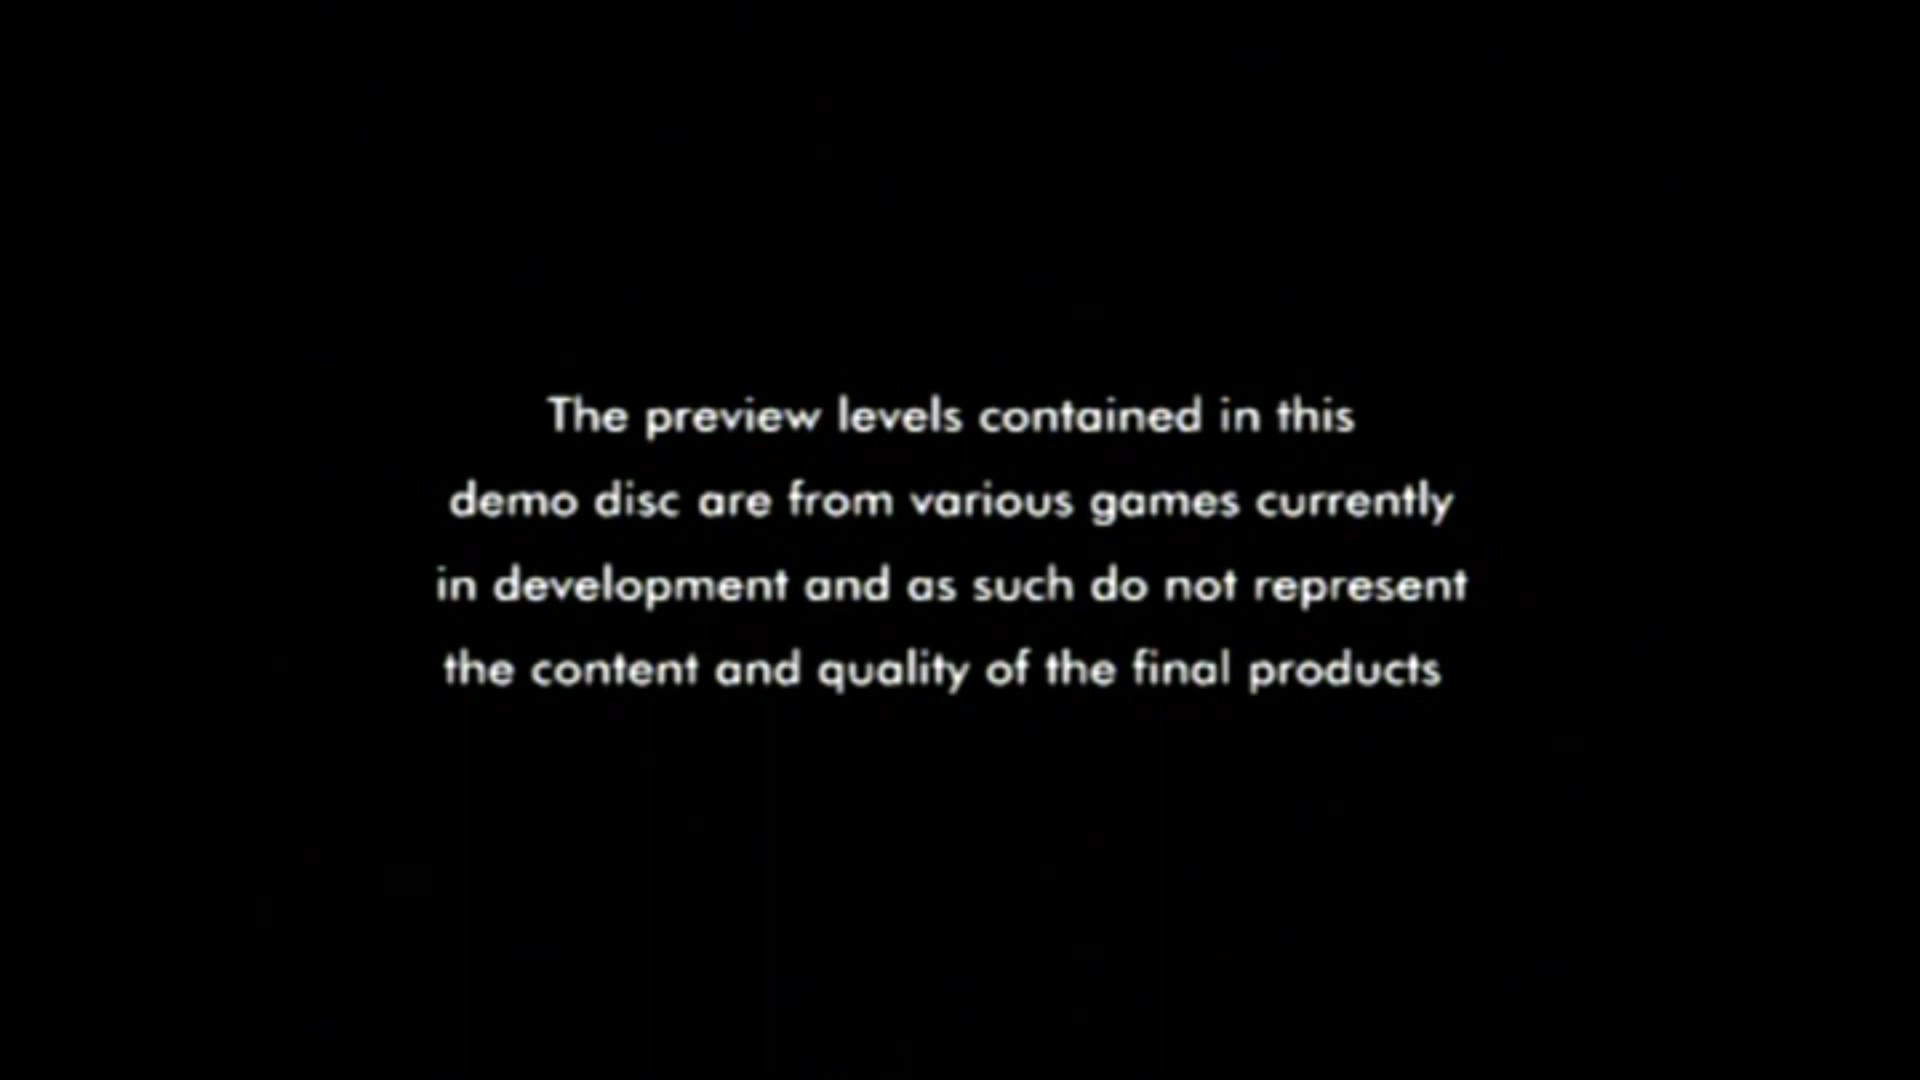 The preview levels contained in this
demo disc are from various games currently
in development and as such do not represent
the content and quality of the final products